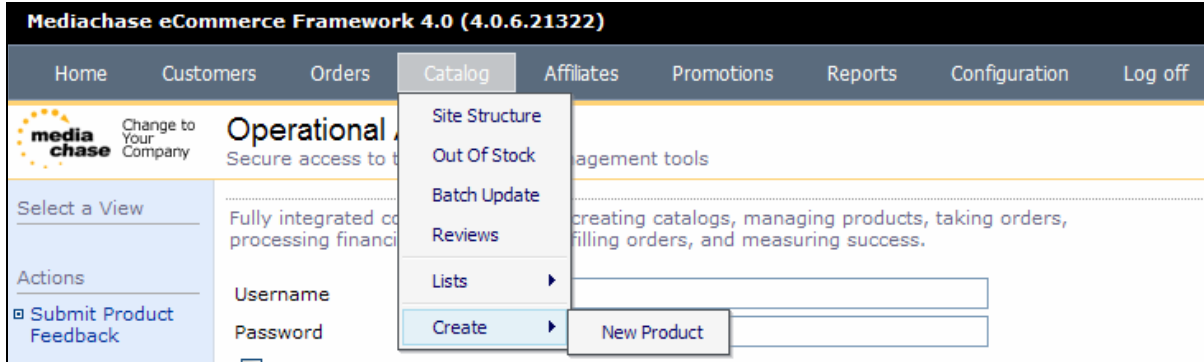 Mediachase eCommerce Framework 4.0 (4.0.6.21322)
Home Customers Orders Catalog Affiliates Promotions Reports Configuration Log off
media chase
Change to
Your
Company
Operational
Secure access to agement tools
Site Structure
Out Of Stock
Batch Update
Reviews
Lists
Create
New Product
Select a View
Fully integrated creating catalogs, managing products, taking orders,
processing filling orders, and measuring success.
Actions
Submit Product
Feedback
Username
Password